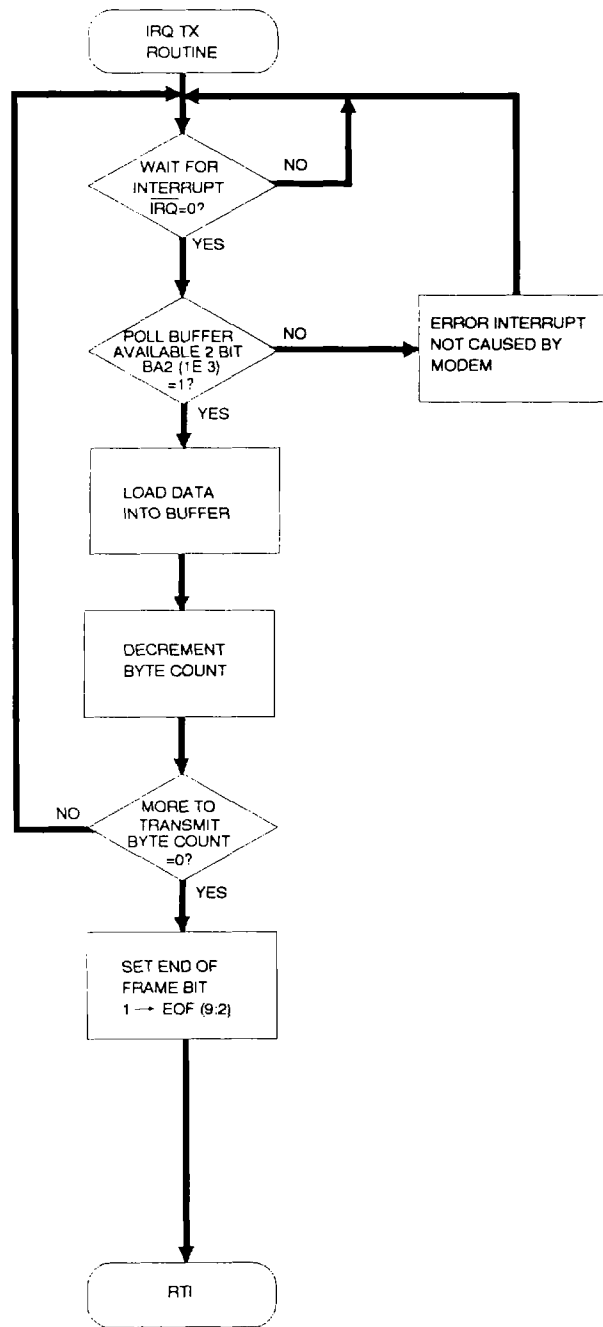 IRQ TX
ROUTINE
WAIT FOR
INTERRUPT
IRQ=0?
NO
YES
POLL BUFFER
AVAILABLE 2 BIT
BA2 (1E 3)
=1?
NO
ERROR INTERRUPT
NOT CAUSED BY
MODEM
YES
LOAD DATA
INTO BUFFER
DECREMENT
BYTE COUNT
NO
MORE TO
TRANSMIT
BYTE COUNT
=0?
YES
SET END OF
FRAME BIT
1 → EOF (9:2)
RTI